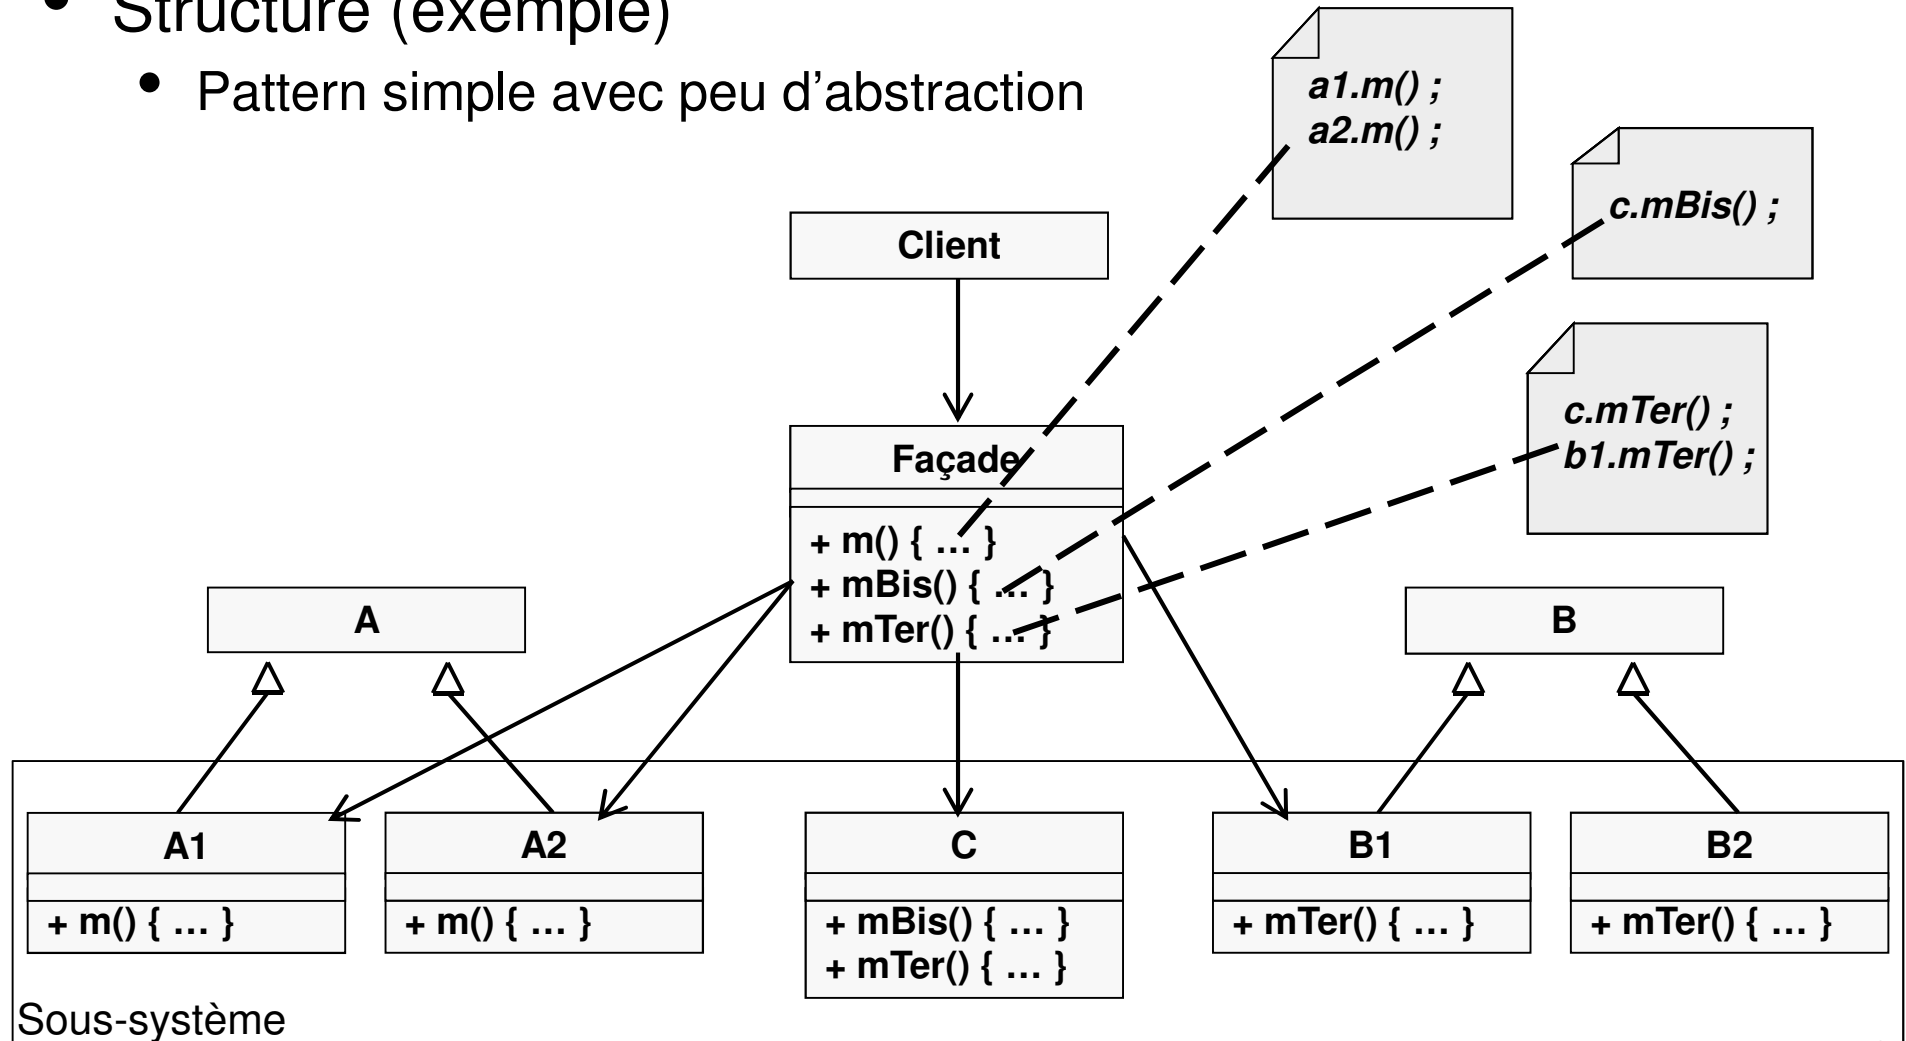 • Structure (exemple)
• Pattern simple avec peu d'abstraction
a1.m() ;
a2.m() ;
c.mBis() ;
c.mTer() ;
b1.mTer() ;
Client
Façade
+ m() { … }
+ mBis() { … }
+ mTer() { … }
A
B
A1
+ m() { … }
A2
+ m() { … }
C
+ mBis() { … }
+ mTer() { … }
B1
+ mTer() { … }
B2
+ mTer() { … }
Sous-système